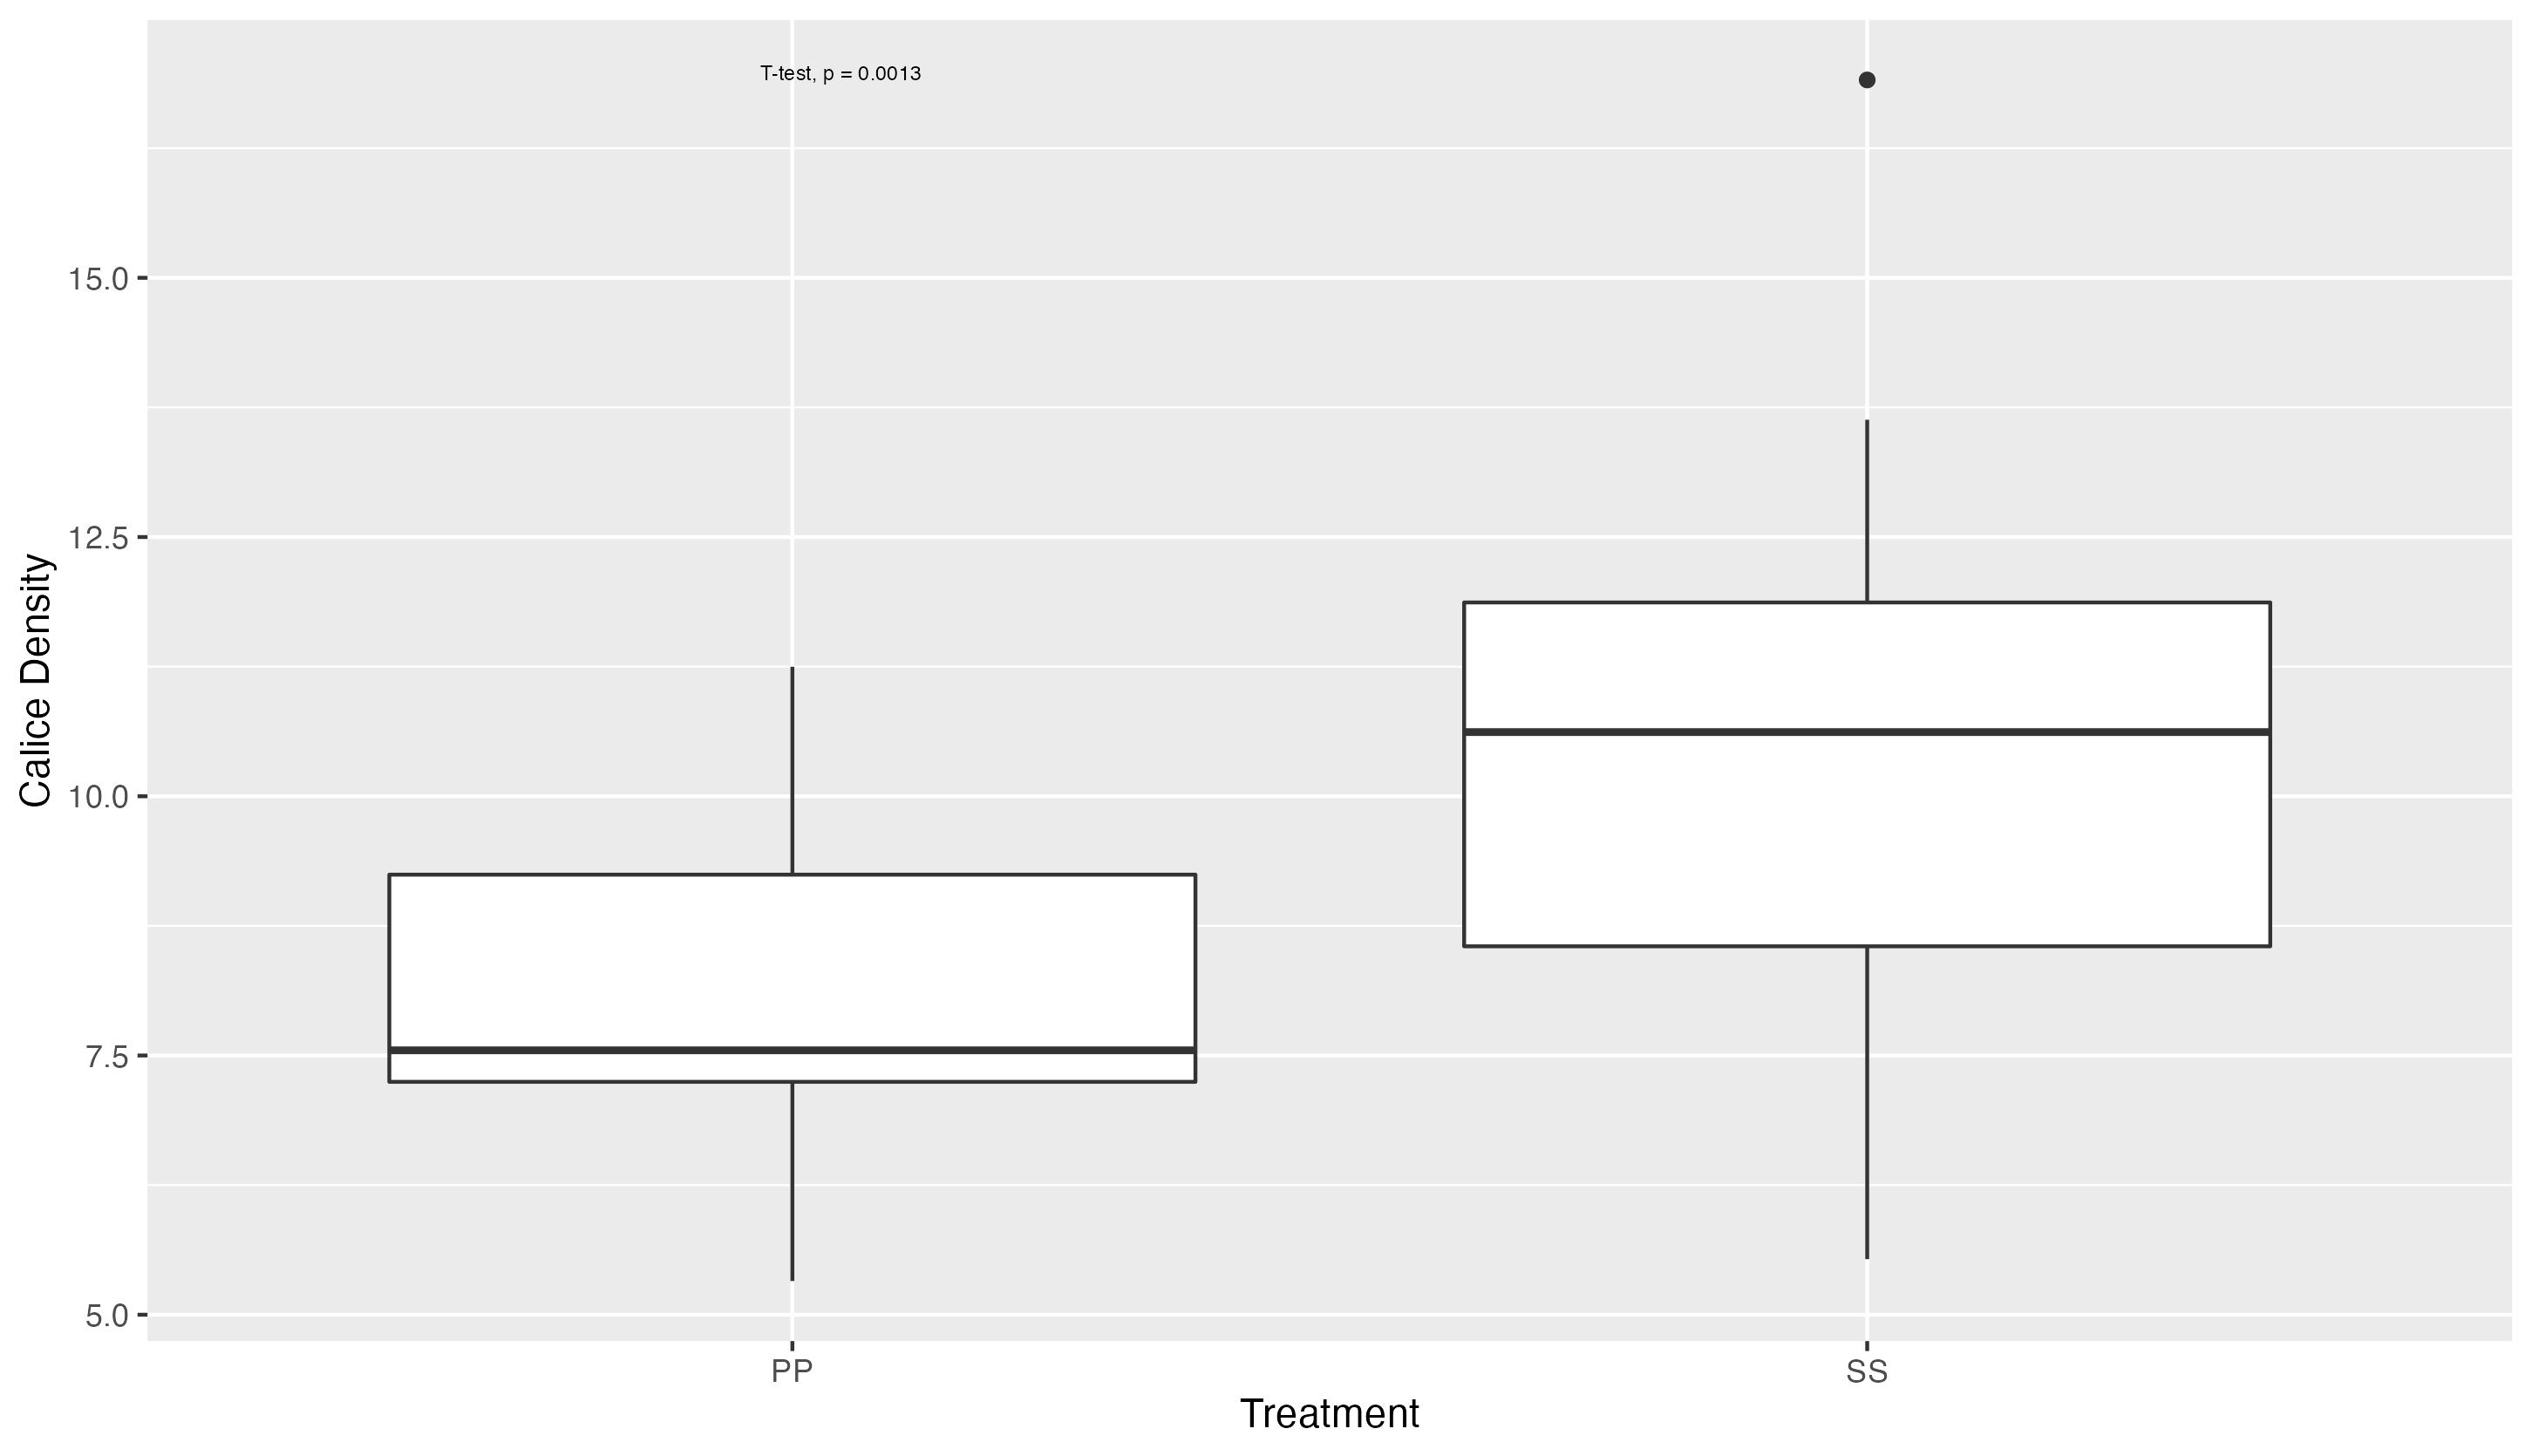 T-test, p = 0.0013
15.0
12.5
10.0
7.5
5.0
Calice Density
PP
SS
Treatment